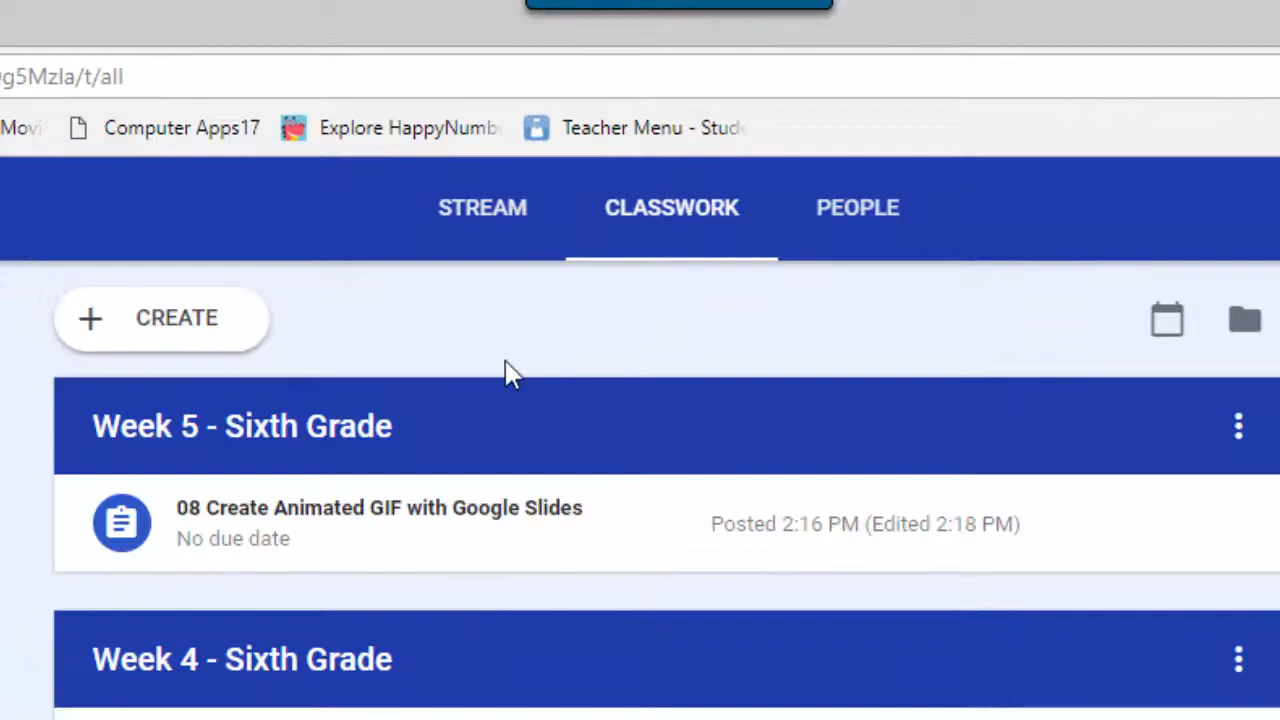 g5Mzla/t/all
Movi Computer Apps17 Explore HappyNumb Teacher Menu - Stud
STREAM CLASSWORK PEOPLE
+ CREATE
Week 5 - Sixth Grade
08 Create Animated GIF with Google Slides
No due date
Posted 2:16 PM (Edited 2:18 PM)
Week 4 - Sixth Grade